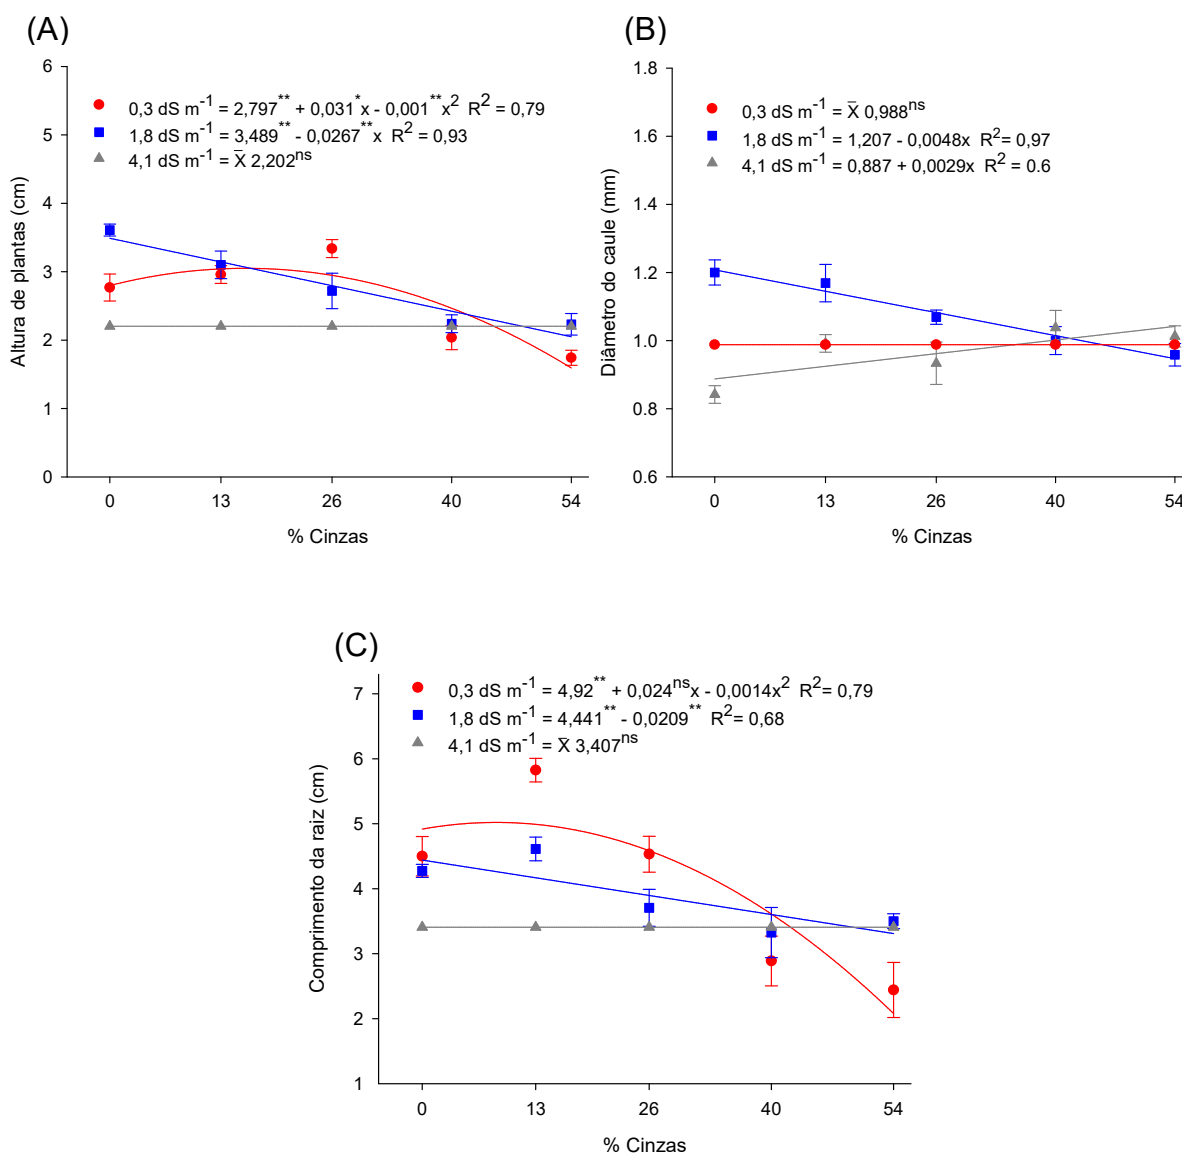 (A)
6
5
4
3
2
1
0
Altura de plantas (cm)
0,3 dS m⁻¹ = 2,797** + 0,031*x - 0,001**x² R² = 0,79
1,8 dS m⁻¹ = 3,489** - 0,0267**x R² = 0,93
4,1 dS m⁻¹ = X̄ 2,202ns
0 13 26 40 54
% Cinzas
(B)
1.8
1.6
1.4
1.2
1.0
0.8
0.6
Diâmetro do caule (mm)
0,3 dS m⁻¹ = X̄ 0,988ns
1,8 dS m⁻¹ = 1,207 - 0,0048x R²= 0,97
4,1 dS m⁻¹ = 0,887 + 0,0029x R² = 0.6
0 13 26 40 54
% Cinzas
(C)
7
6
5
4
3
2
1
Comprimento da raiz (cm)
0,3 dS m⁻¹ = 4,92** + 0,024nsx - 0,0014x² R²= 0,79
1,8 dS m⁻¹ = 4,441** - 0,0209** R²= 0,68
4,1 dS m⁻¹ = X̄ 3,407ns
0 13 26 40 54
% Cinzas